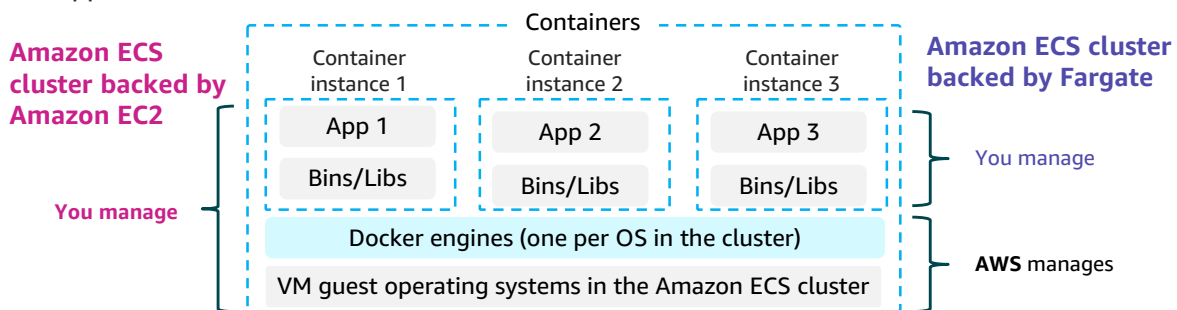 Containers
Amazon ECS
cluster backed by
Amazon EC2
You manage
Container
instance 1
App 1
Bins/Libs
Container
instance 2
App 2
Bins/Libs
Container
instance 3
App 3
Bins/Libs
Docker engines (one per OS in the cluster)
VM guest operating systems in the Amazon ECS cluster
Amazon ECS cluster
backed by Fargate
You manage
AWS manages